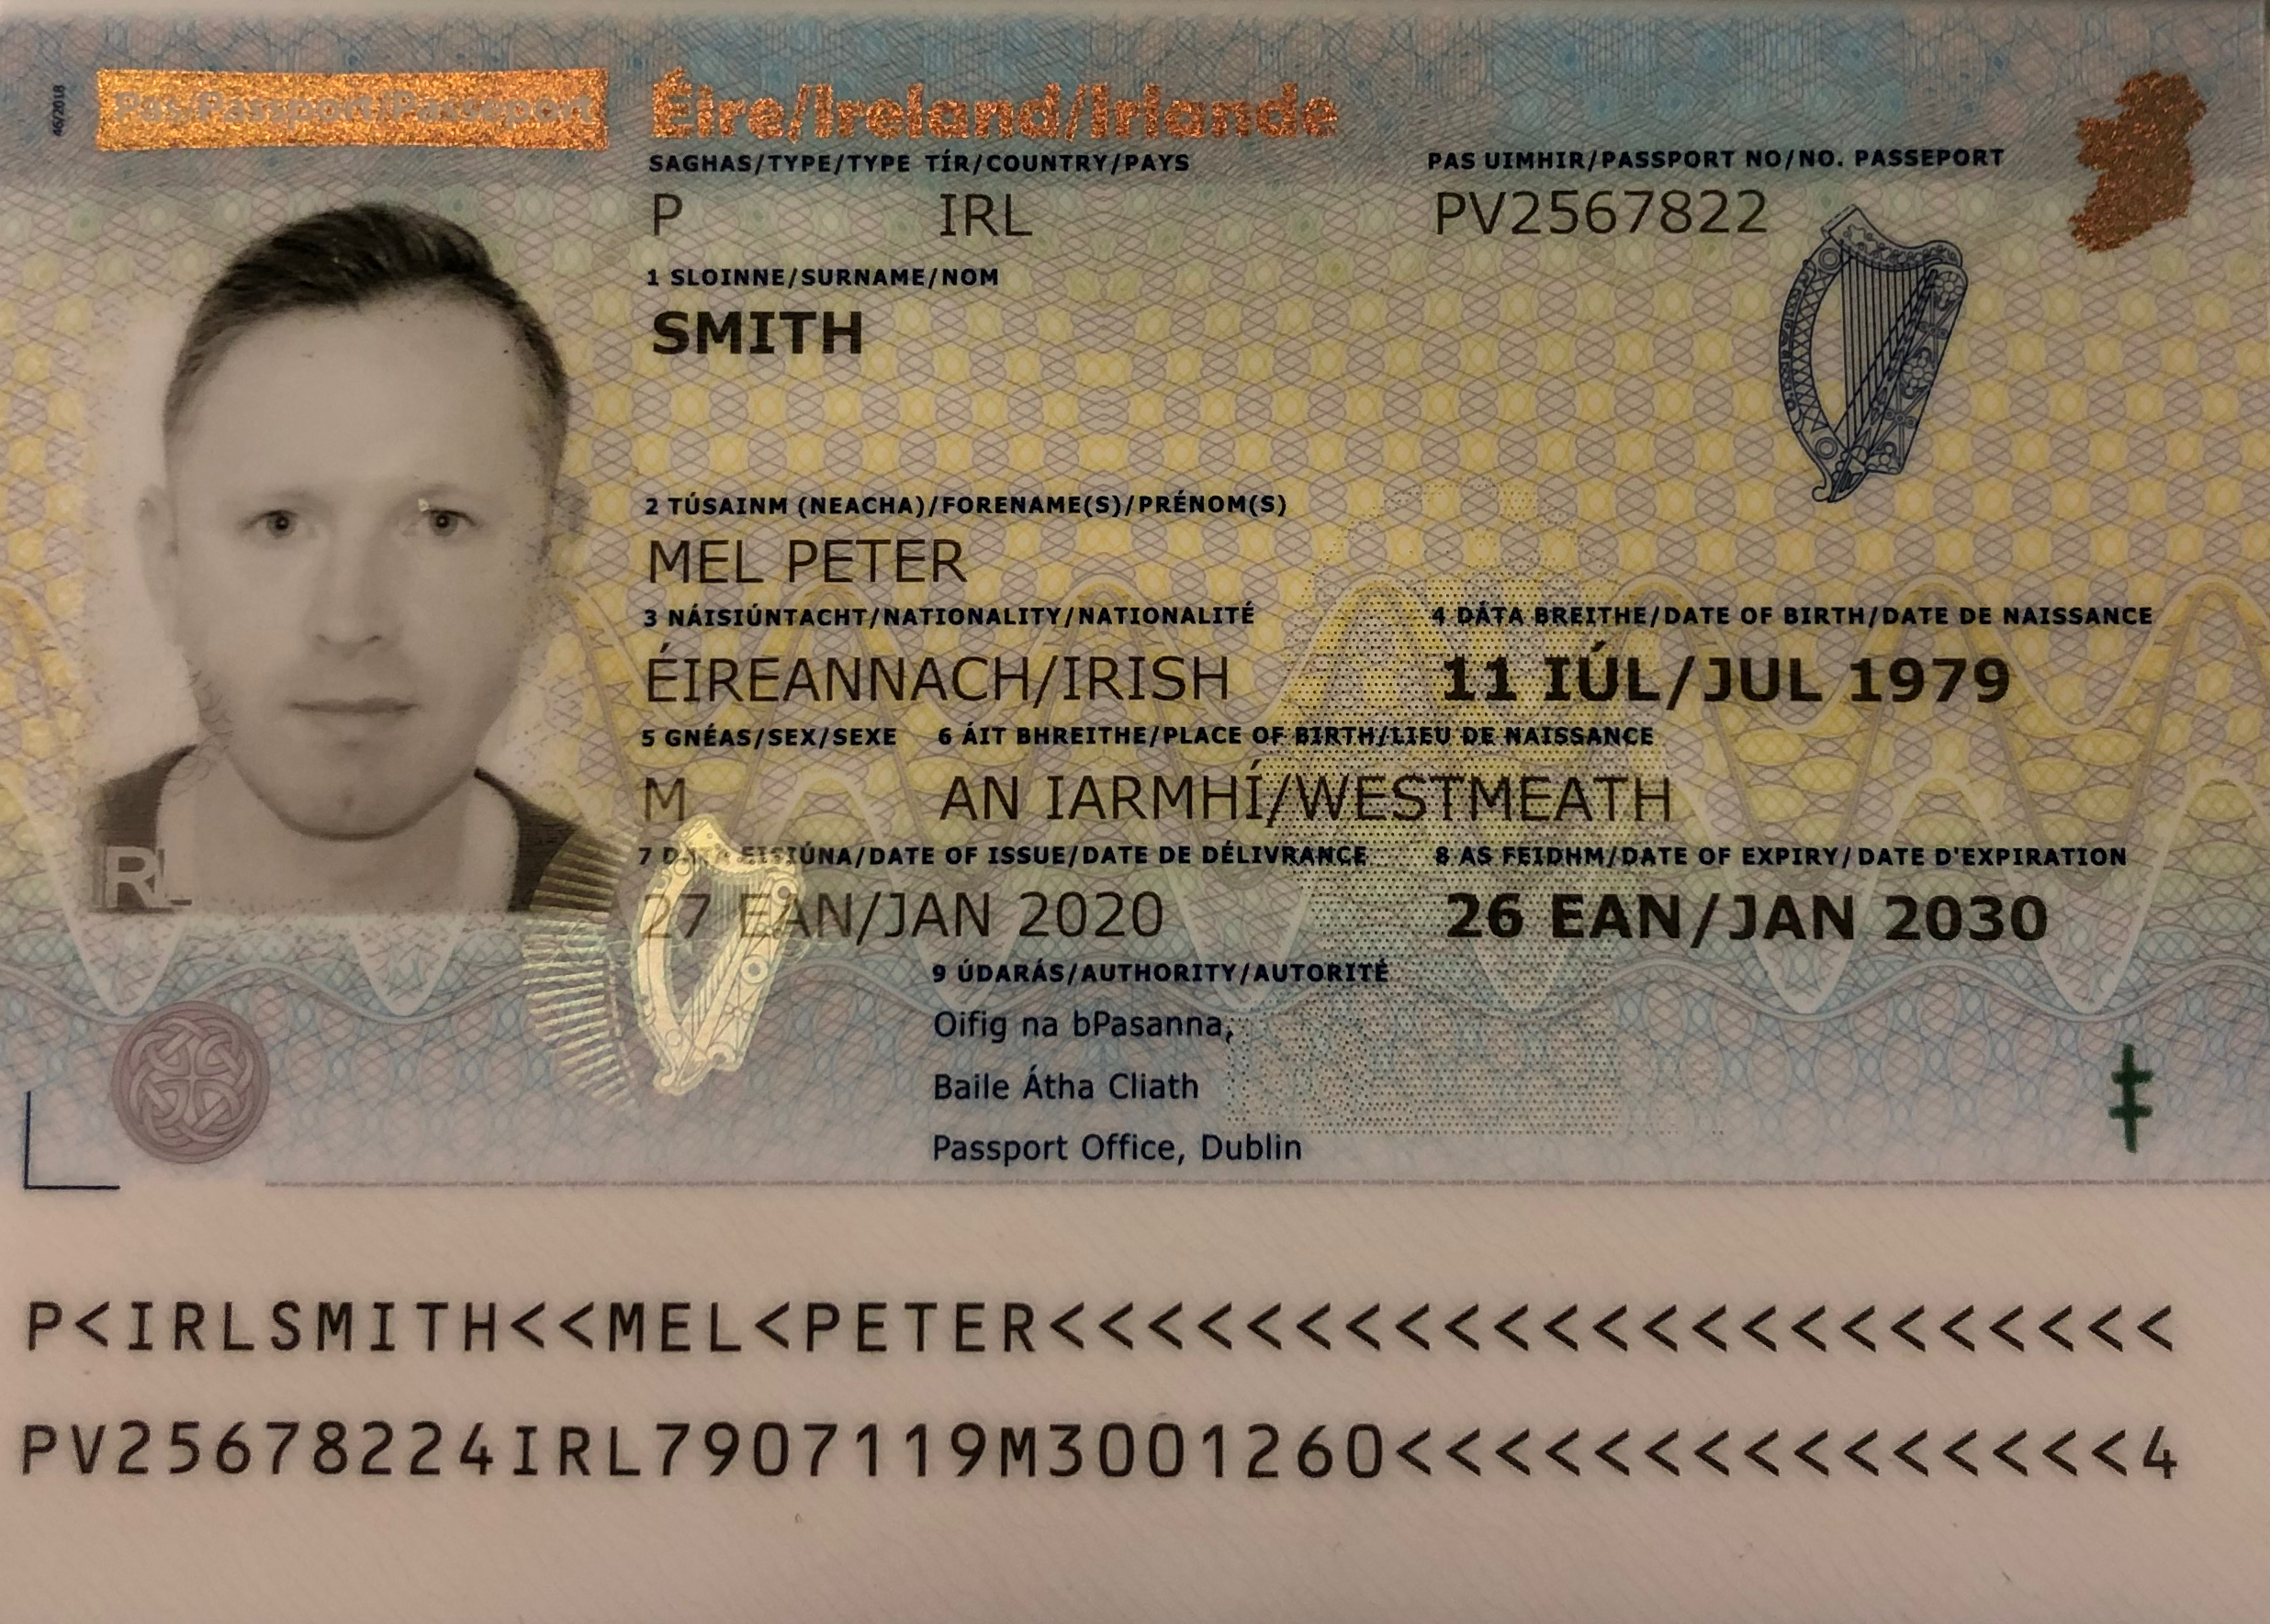 46/2018
Pas/Passport/Passeport
Éire/Ireland/Irlande
SAGHAS/TYPE/TYPE TÍR/COUNTRY/PAYS PAS UIMHIR/PASSPORT NO/NO. PASSEPORT
P IRL PV2567822
1 SLOINNE/SURNAME/NOM
SMITH
2 TÚSAINM (NEACHA)/FORENAME(S)/PRÉNOM(S)
MEL PETER
3 NÁISIÚNTACHT/NATIONALITY/NATIONALITÉ 4 DÁTA BREITHE/DATE OF BIRTH/DATE DE NAISSANCE
ÉIREANNACH/IRISH 11 IÚL/JUL 1979
5 GNÉAS/SEX/SEXE 6 ÁIT BHREITHE/PLACE OF BIRTH/LIEU DE NAISSANCE
M AN IARMHÍ/WESTMEATH
7 DÁTA EISIÚNA/DATE OF ISSUE/DATE DE DÉLIVRANCE 8 AS FEIDHM/DATE OF EXPIRY/DATE D'EXPIRATION
27 EAN/JAN 2020 26 EAN/JAN 2030
IRL
9 ÚDARÁS/AUTHORITY/AUTORITÉ
Oifig na bPasanna,
Baile Átha Cliath
Passport Office, Dublin
P<IRLSMITH<<MEL<PETER<<<<<<<<<<<<<<<<<<<<<<<
PV25678224IRL7907119M3001260<<<<<<<<<<<<<<<4